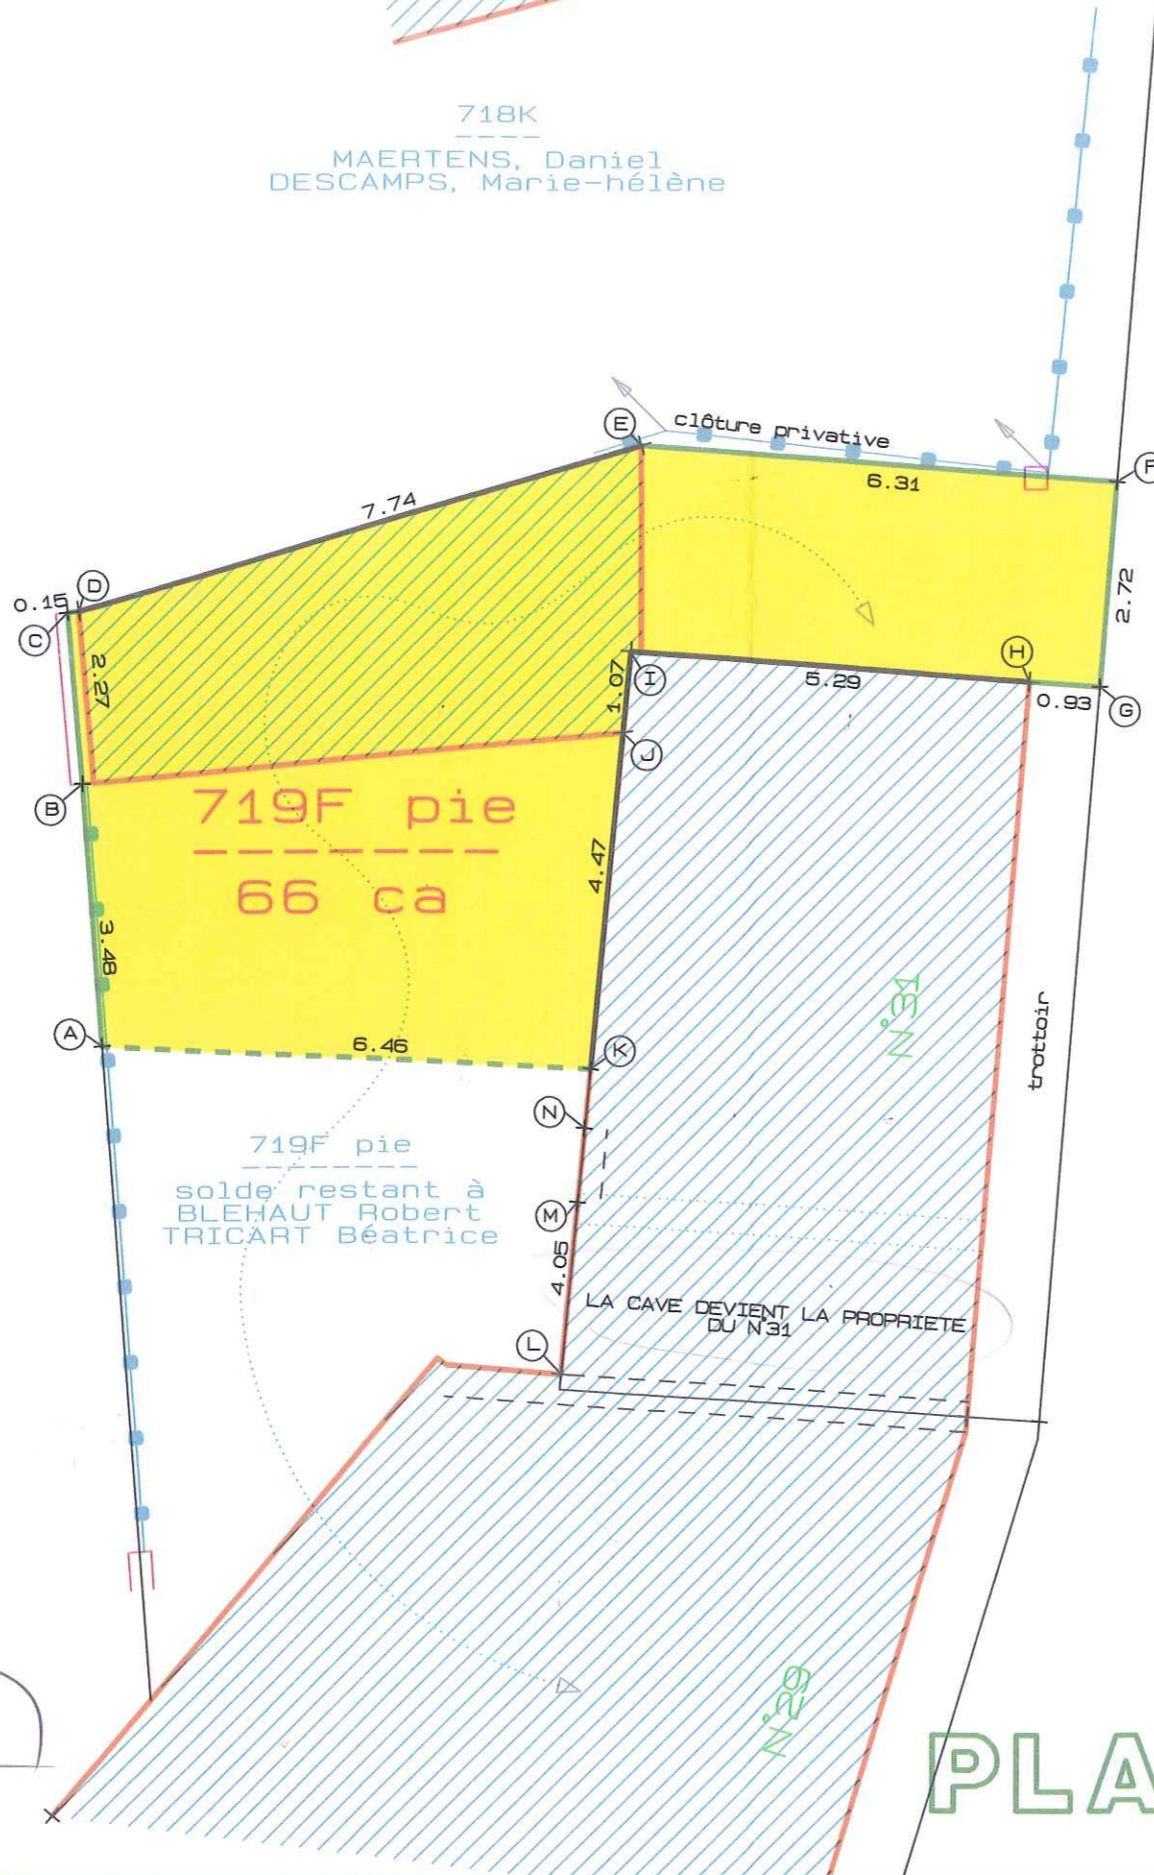 718K
MAERTENS, Daniel
DESCAMPS, Marie-hélène
E
clôture privative
F
6.31
7.74
D
0.15
C
2.72
2.27
H
I
1.07
5.29
0.93
G
J
B
719F pie
66 ca
4.47
3.48
N°31
A
6.46
K
trottoir
N
719F pie
solde restant à
BLEHAUT Robert
TRICART Béatrice
M
4.05
LA CAVE DEVIENT LA PROPRIETE
DU N°31
L
N°29
PLA